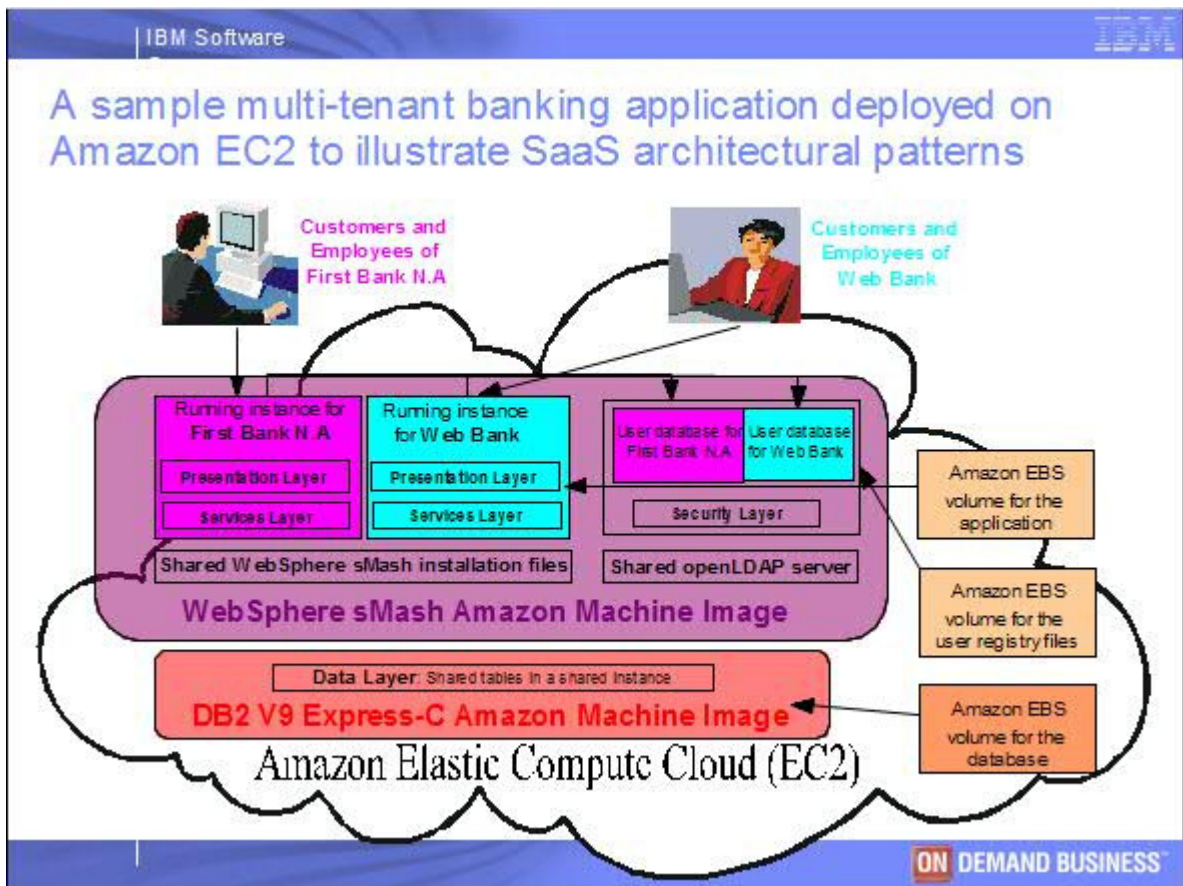 IBM Software
IBM
A sample multi-tenant banking application deployed on
Amazon EC2 to illustrate SaaS architectural patterns
Customers and
Employees of
First Bank N.A
Customers and
Employees of
Web Bank
Running instance for
First Bank N.A
Presentation Layer
Services Layer
Running instance
for Web Bank
Presentation Layer
Services Layer
User database for
First Bank N.A
User database
for Web Bank
Security Layer
Shared WebSphere sMash installation files
Shared openLDAP server
WebSphere sMash Amazon Machine Image
Amazon EBS
volume for the
application
Amazon EBS
volume for the
user registry files
Data Layer: Shared tables in a shared instance
DB2 V9 Express-C Amazon Machine Image
Amazon EBS
volume for the
database
Amazon Elastic Compute Cloud (EC2)
ON DEMAND BUSINESS™